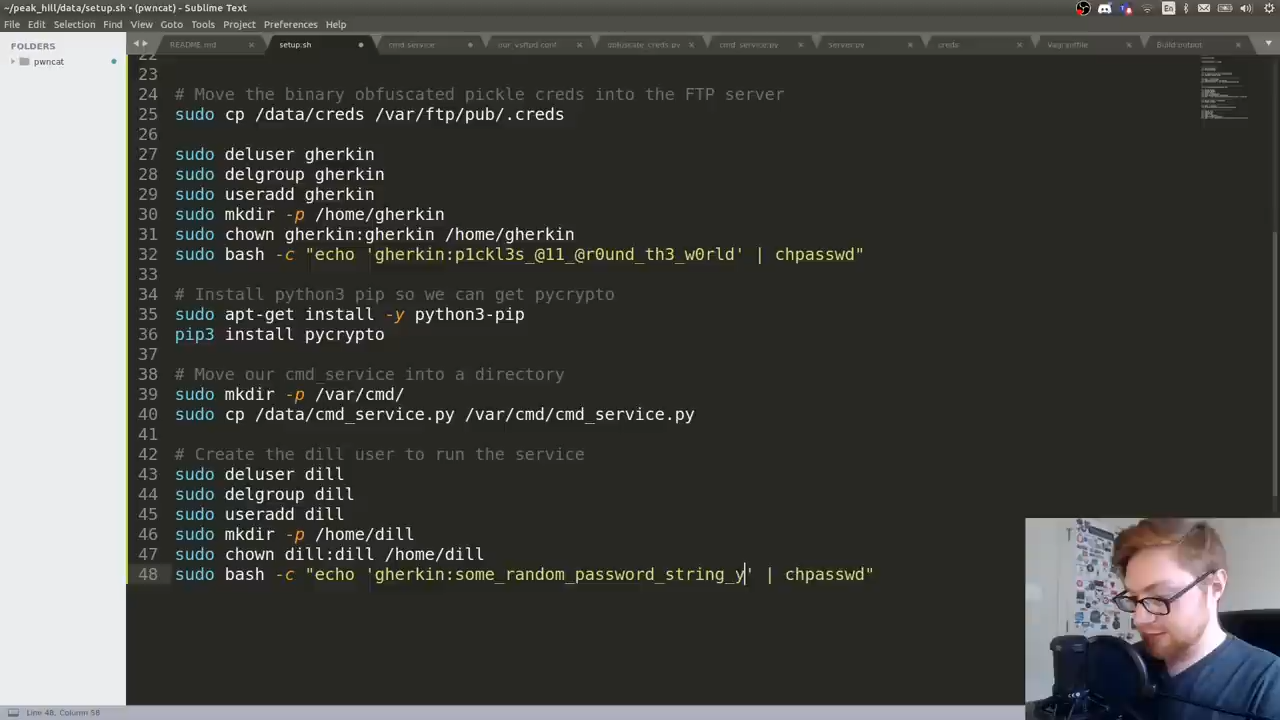 ~/peak_hill/data/setup.sh • (pwncat) - Sublime Text
File Edit Selection Find View Goto Tools Project Preferences Help
FOLDERS
pwncat
README.md
setup.sh
cmd.service
our_vsftpd.conf
obfuscate_creds.py
cmd_service.py
server.py
creds
Vagrantfile
Build output
22
23
24 # Move the binary obfuscated pickle creds into the FTP server
25 sudo cp /data/creds /var/ftp/pub/.creds
26
27 sudo deluser gherkin
28 sudo delgroup gherkin
29 sudo useradd gherkin
30 sudo mkdir -p /home/gherkin
31 sudo chown gherkin:gherkin /home/gherkin
32 sudo bash -c "echo 'gherkin:p1ckl3s_@11_@r0und_th3_w0rld' | chpasswd"
33
34 # Install python3 pip so we can get pycrypto
35 sudo apt-get install -y python3-pip
36 pip3 install pycrypto
37
38 # Move our cmd_service into a directory
39 sudo mkdir -p /var/cmd/
40 sudo cp /data/cmd_service.py /var/cmd/cmd_service.py
41
42 # Create the dill user to run the service
43 sudo deluser dill
44 sudo delgroup dill
45 sudo useradd dill
46 sudo mkdir -p /home/dill
47 sudo chown dill:dill /home/dill
48 sudo bash -c "echo 'gherkin:some_random_password_string_y' | chpasswd"
Line 48, Column 58
En